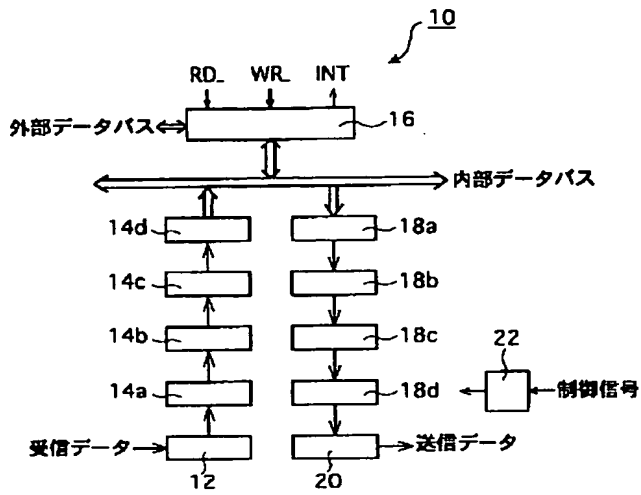 10
RD_ WR_ INT
外部データバス 16
内部データバス
14d 18a
14c 18b
14b 18c
14a 18d 22 制御信号
受信データ 12 20 送信データ